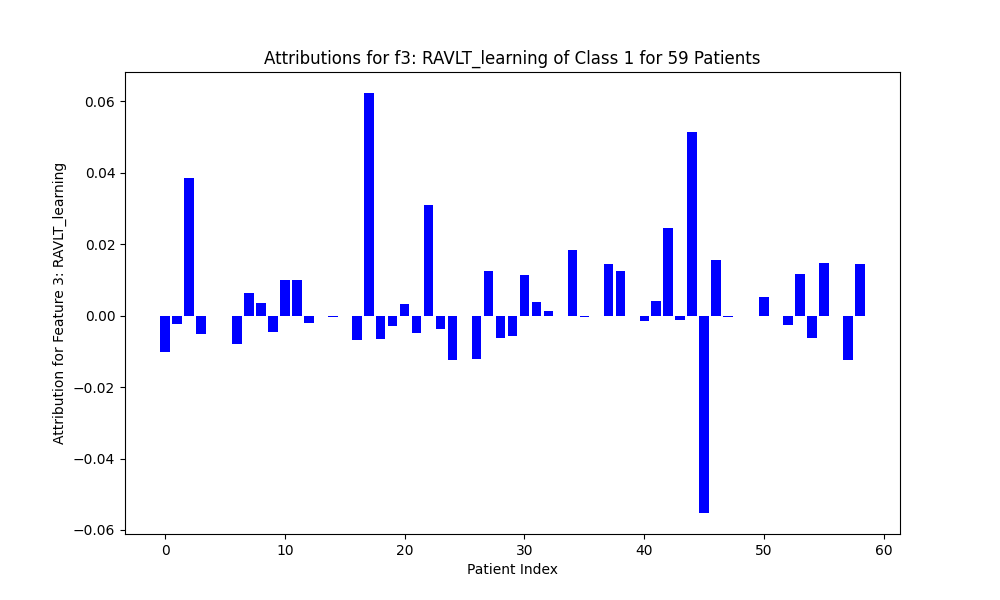 Attributions for f3: RAVLT_learning of Class 1 for 59 Patients
Attribution for Feature 3: RAVLT_learning
0.06
0.04
0.02
0.00
−0.02
−0.04
−0.06
0 10 20 30 40 50 60
Patient Index